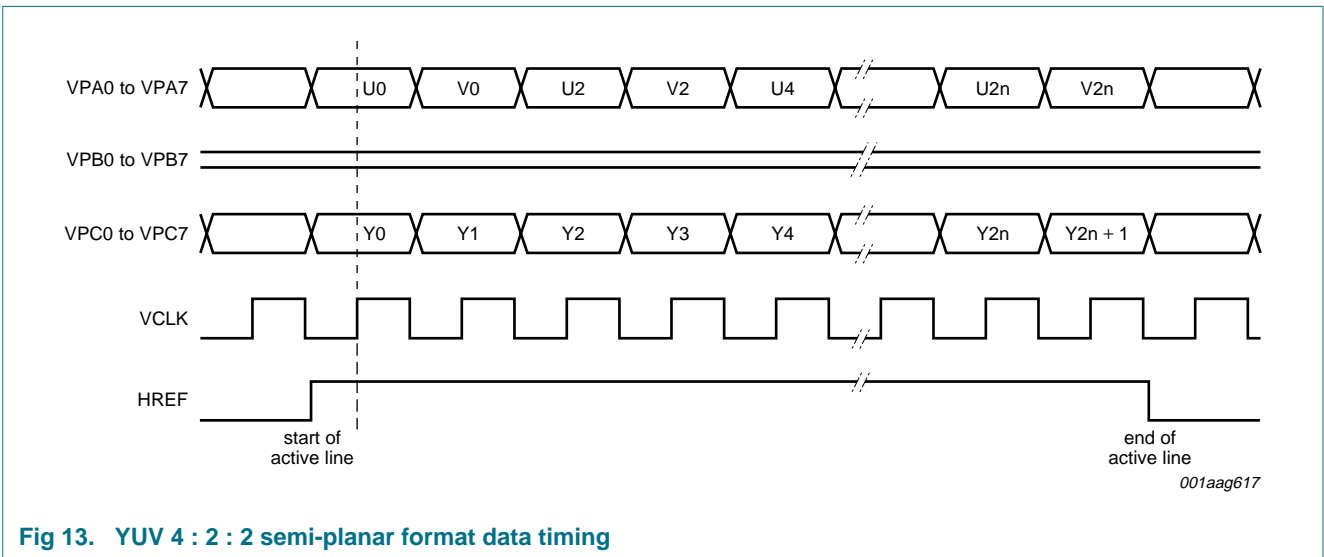 VPA0 to VPA7 U0 V0 U2 V2 U4 U2n V2n
VPB0 to VPB7
VPC0 to VPC7 Y0 Y1 Y2 Y3 Y4 Y2n Y2n + 1
VCLK
HREF
start of
active line
end of
active line
001aag617
Fig 13. YUV 4 : 2 : 2 semi-planar format data timing